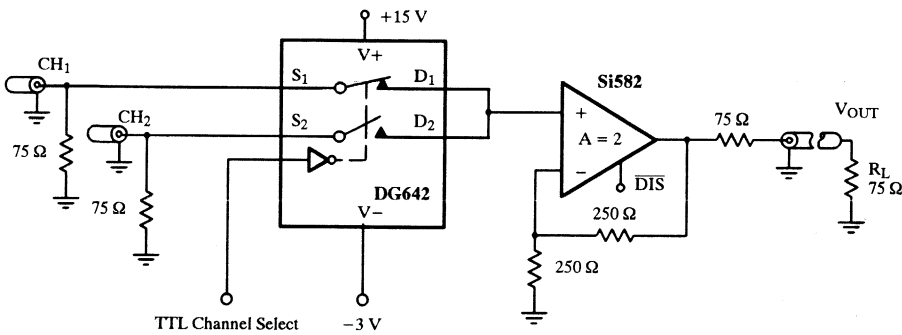 +15 V
V+
CH1
S1
D1
Si582
CH2
S2
D2
+
A = 2
−
75 Ω
VOUT
75 Ω
DG642
DIS
RL
75 Ω
75 Ω
V−
250 Ω
250 Ω
TTL Channel Select
−3 V